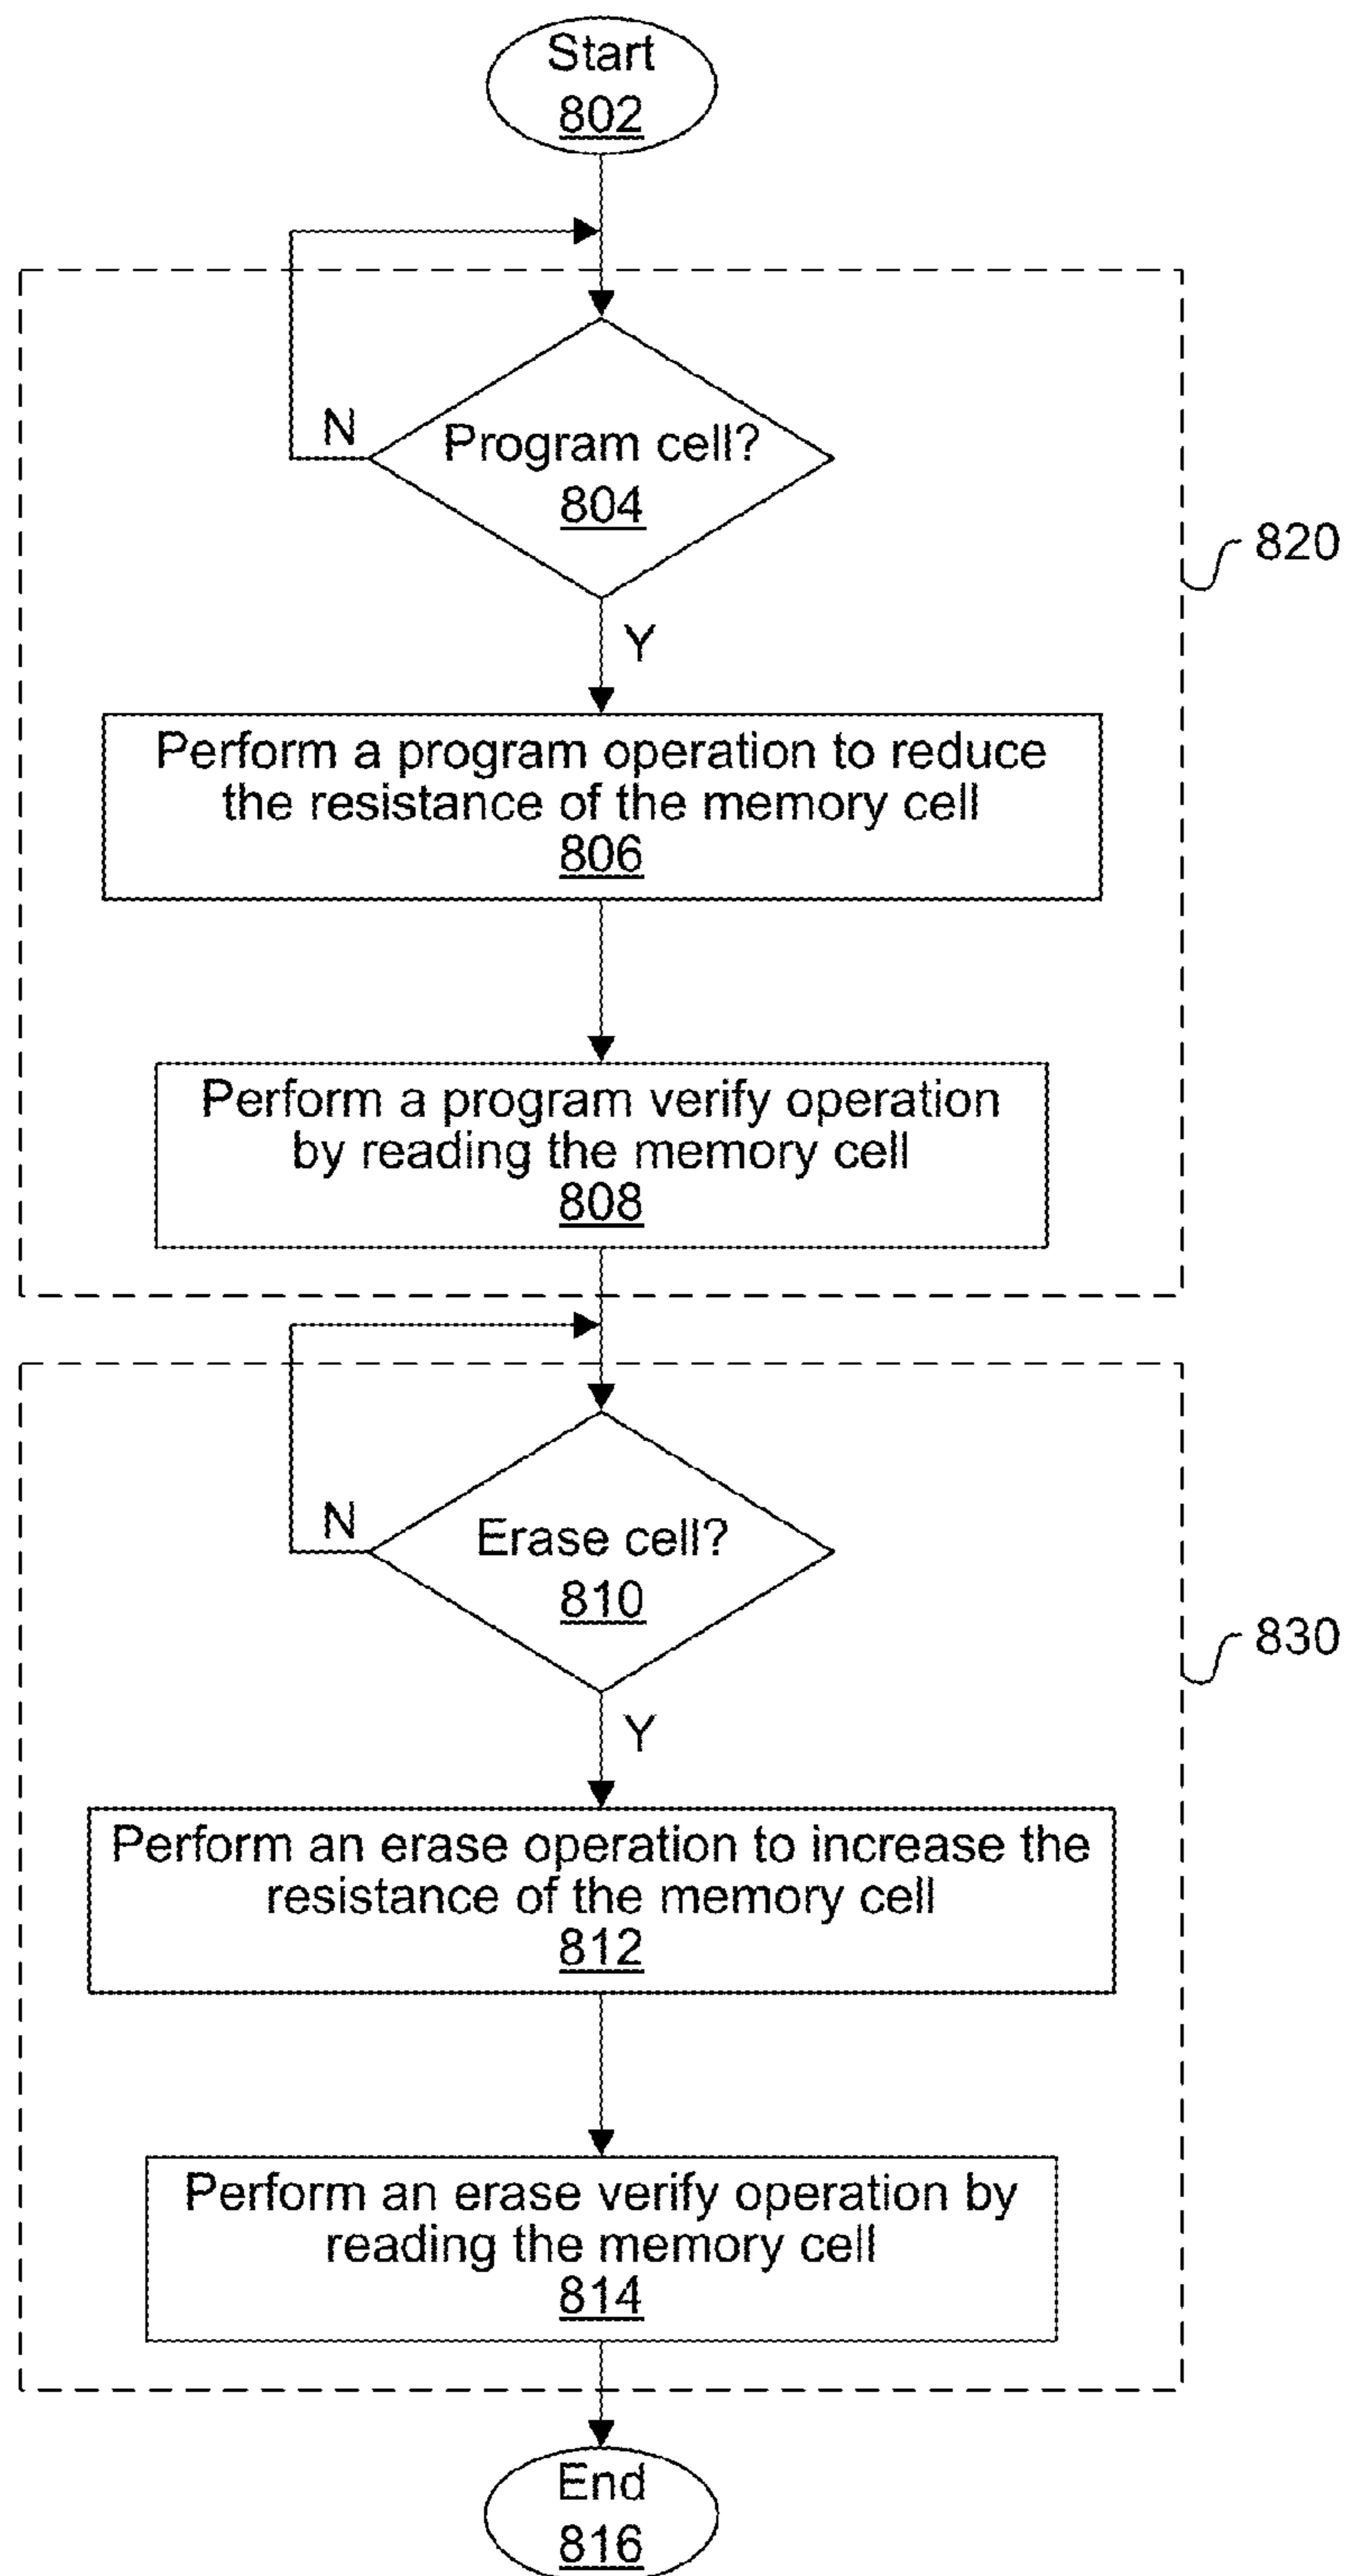 Start
802
N
Program cell?
804
820
Y
Perform a program operation to reduce
the resistance of the memory cell
806
Perform a program verify operation
by reading the memory cell
808
N
Erase cell?
810
830
Y
Perform an erase operation to increase the
resistance of the memory cell
812
Perform an erase verify operation by
reading the memory cell
814
End
816